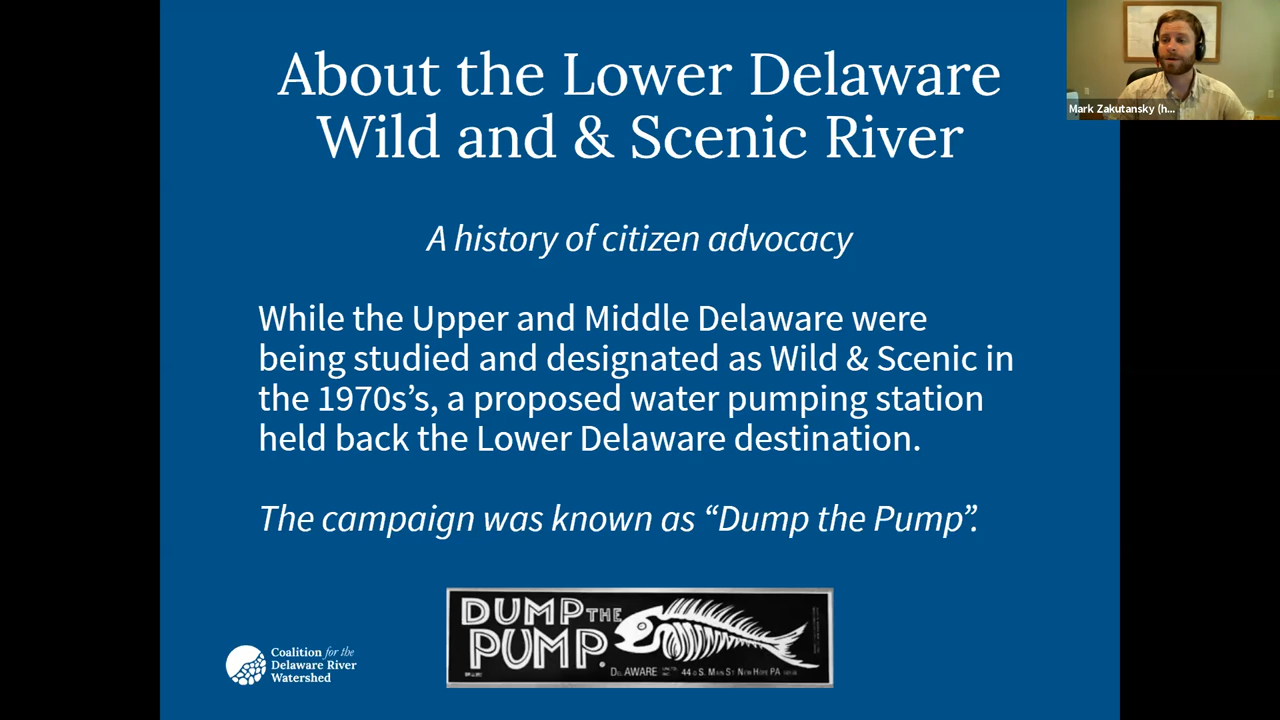 About the Lower Delaware
Wild and & Scenic River
Mark Zakutansky (h...
A history of citizen advocacy
While the Upper and Middle Delaware were
being studied and designated as Wild & Scenic in
the 1970s’s, a proposed water pumping station
held back the Lower Delaware destination.
The campaign was known as “Dump the Pump”.
DUMP THE
PUMP.
DEL AWARE 44 S. MAIN ST NEW HOPE PA
Coalition for the
Delaware River
Watershed